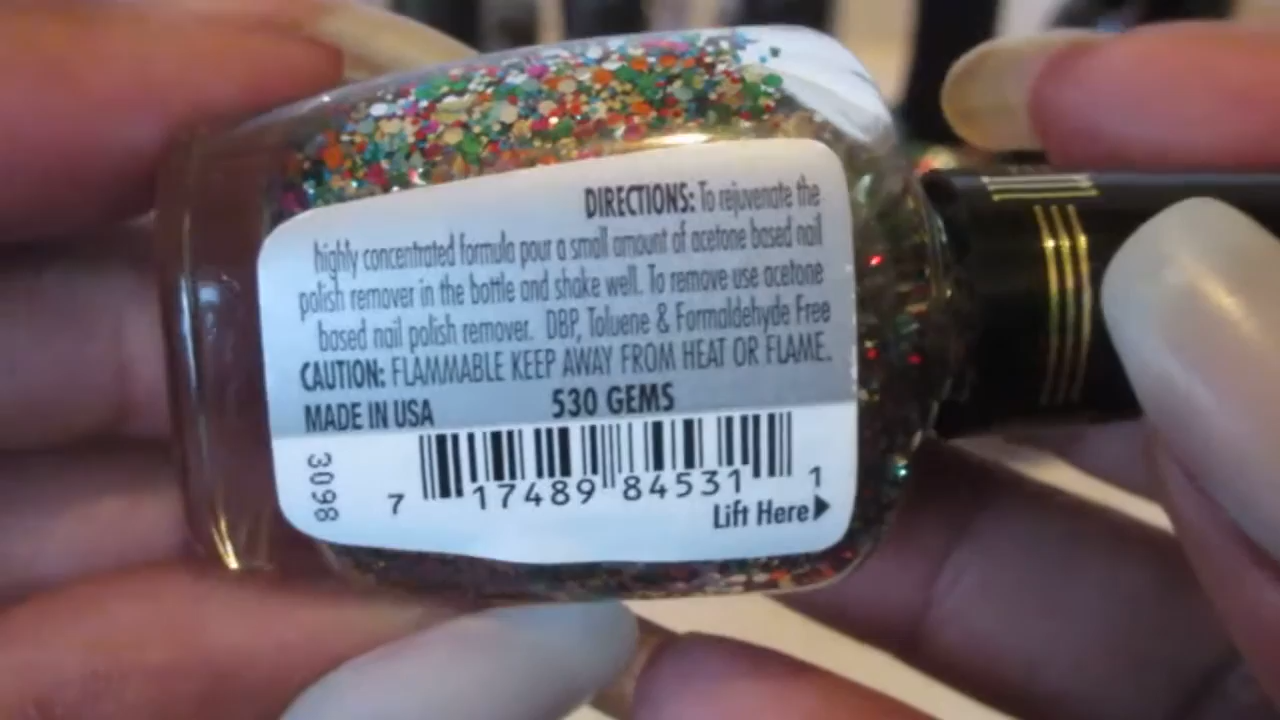 DIRECTIONS: To rejuvenate the
highly concentrated formula pour a small amount of acetone based nail
polish remover in the bottle and shake well. To remove use acetone
based nail polish remover. DBP, Toluene & Formaldehyde Free
CAUTION: FLAMMABLE KEEP AWAY FROM HEAT OR FLAME.
MADE IN USA 530 GEMS
3098
7 17489 84531 1
Lift Here▶